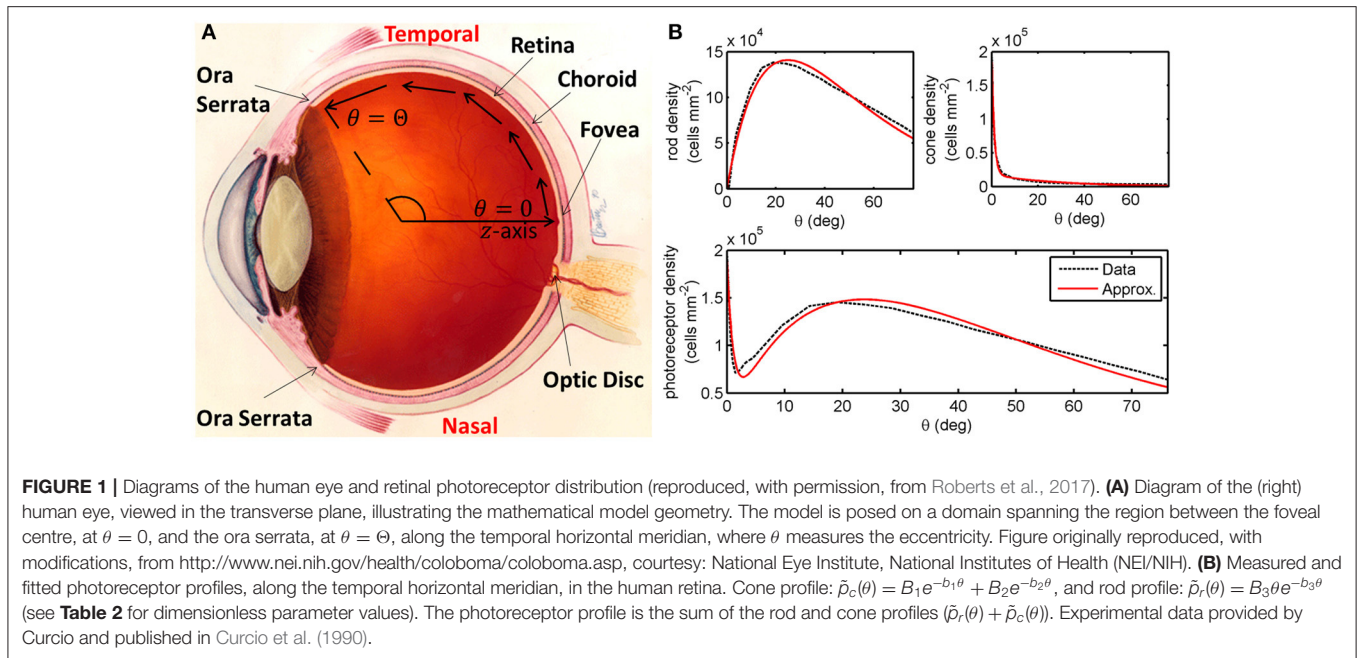 A
Temporal
Retina
Ora
Serrata
Choroid
Fovea
θ = Θ
θ = 0
z-axis
Optic Disc
Ora Serrata
Nasal
B
x 10^4
15
10
5
0
rod density
(cells mm^-2)
0 20 40 60
θ (deg)
x 10^5
2
1.5
1
0.5
0
cone density
(cells mm^-2)
0 20 40 60
θ (deg)
x 10^5
2
1.5
1
0.5
photoreceptor density
(cells mm^-2)
Data
Approx.
0 10 20 30 40 50 60 70
θ (deg)
FIGURE 1 | Diagrams of the human eye and retinal photoreceptor distribution (reproduced, with permission, from Roberts et al., 2017). (A) Diagram of the (right)
human eye, viewed in the transverse plane, illustrating the mathematical model geometry. The model is posed on a domain spanning the region between the foveal
centre, at θ = 0, and the ora serrata, at θ = Θ, along the temporal horizontal meridian, where θ measures the eccentricity. Figure originally reproduced, with
modifications, from http://www.nei.nih.gov/health/coloboma/coloboma.asp, courtesy: National Eye Institute, National Institutes of Health (NEI/NIH). (B) Measured and
fitted photoreceptor profiles, along the temporal horizontal meridian, in the human retina. Cone profile: p̃_c(θ) = B_1e^{-b_1θ} + B_2e^{-b_2θ}, and rod profile: p̃_r(θ) = B_3θe^{-b_3θ}
(see Table 2 for dimensionless parameter values). The photoreceptor profile is the sum of the rod and cone profiles (p̃_r(θ) + p̃_c(θ)). Experimental data provided by
Curcio and published in Curcio et al. (1990).